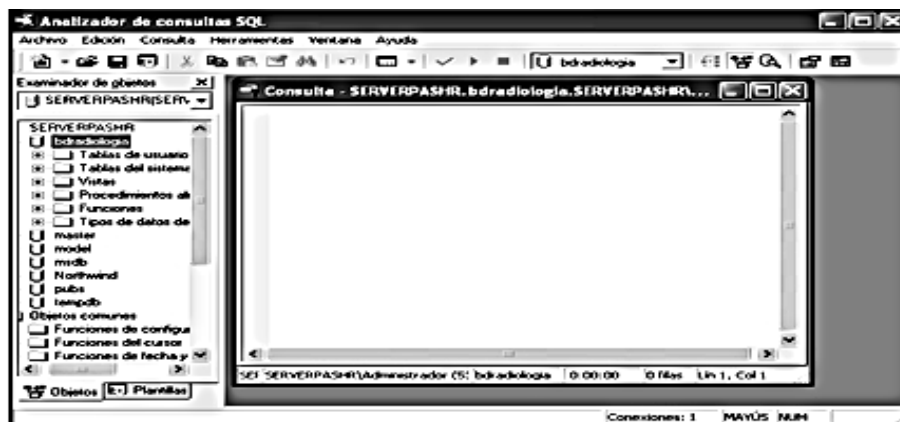 Analizador de consultas SQL
Archivo Edición Consulta Herramientas Ventana Ayuda
bdradiologia
Examinador de objetos
SERVERPASHR(SERV
Consulta - SERVERPASHR.bdradiologia.SERVERPASHR\...
SERVERPASHR
bdradiologia
Tablas de usuario
Tablas del sistema
Vistas
Procedimientos al
Funciones
Tipos de datos de
master
model
msdb
Northwind
pubs
tempdb
Objetos comunes
Funciones de configur
Funciones del cursor
Funciones de fecha y
SERVERPASHR\Administrador (5) bdradiologia 0:00:00 0 filas Lín 1, Col 1
Objetos Plantillas
Conexiones: 1 MAYÚS NUM